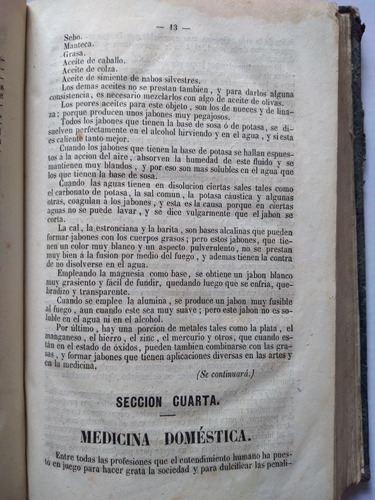 — 13 —
Sebo.
Manteca.
Grasa.
Aceite de caballo.
Aceite de colza.
Aceite de simiente de nabos silvestres.
Los demas aceites no se prestan tambien, y para darlos alguna
consistencia, es necesario mezclarlos con algo de aceite de olivas.
Los peores aceites para este objeto, son los de nueces y de lina-
za; porque producen unos jabones muy pegajosos.
Todos los jabones que tienen la base de sosa ó de potasa, se di-
suelven perfectamente en el alcohol hirviendo y en el agua, y si esta
es caliente tanto mejor.
Cuando los jabones que tienen la base de potasa se hallan espues-
tos à la accion del aire, absorven la humedad de este fluido y se
mantienen muy blandos, y por eso son mas solubles en el agua que
los que tienen la base de sosa.
Cuando las aguas tienen en disolucion ciertas sales tales como
el carbonato de potasa, la sal comun, la potasa cáustica y algunas
otras, coagulan á los jabones, y esta es la causa porque en ciertas
aguas no se puede lavar, y se dice vulgarmente que el jabon se
corta.
La cal, la estronciana y la barita, son bases alcalinas que pueden
formar jabones con los cuerpos grasos; pero estos jabones, que tie-
nen un color muy blanco y un aspecto pulverulento, no se prestan
muy bien á la fusion por medio del fuego, y ademas tienen la contra
de no disolverse en el agua.
Empleando la magnesia como base, se obtiene un jabon blanco
muy grasiento y fácil de fundir, quedando luego que se enfria, que-
bradizo y transparente.
Cuando se emplee la alumina, se produce un jabon muy fusible
al fuego, aun cuando este sea muy suave; pero este jabon no es so-
luble en el agua ni en el alcohol.
Por último, hay una porcion de metales tales como la plata, el
manganeso, el hierro, el zinc, el mercurio y otros, que cuando es-
tán en el estado de óxidos, pueden tambien combinarse con las gra-
sas, y formar jabones que tienen aplicaciones diversas en las artes y
en la medicina.
(Se continuará.)
SECCION CUARTA.
MEDICINA DOMÉSTICA.
Entre todas las profesiones que el entendimiento humano ha pues-
to en juego para hacer grata la sociedad y para dulcificar las penali-